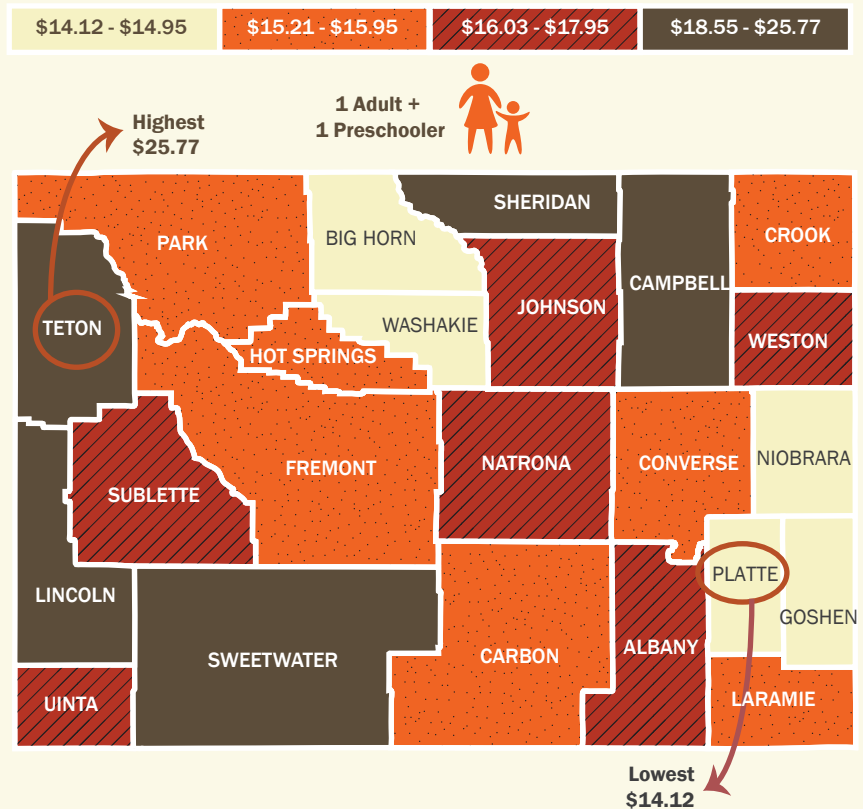 $14.12 - $14.95
$15.21 - $15.95
$16.03 - $17.95
$18.55 - $25.77
1 Adult +
1 Preschooler
Highest
$25.77
SHERIDAN
PARK
BIG HORN
CROOK
CAMPBELL
JOHNSON
TETON
WASHAKIE
WESTON
HOT SPRINGS
FREMONT
NATRONA
CONVERSE
NIOBRARA
SUBLETTE
PLATTE
LINCOLN
GOSHEN
SWEETWATER
CARBON
ALBANY
UINTA
LARAMIE
Lowest
$14.12